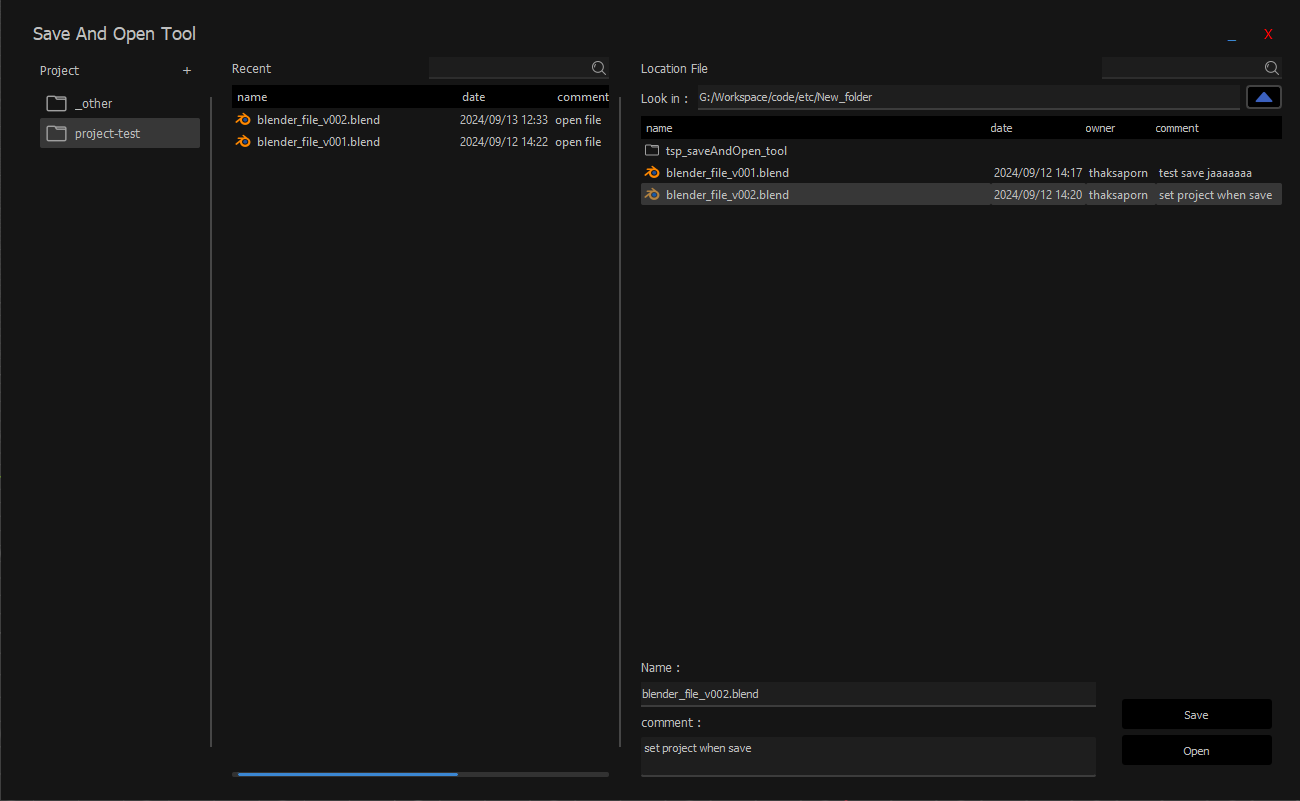 Save And Open Tool
_ X
Project +
_other
project-test
Recent
name date comment
blender_file_v002.blend 2024/09/13 12:33 open file
blender_file_v001.blend 2024/09/12 14:22 open file
Location File
Look in : G:/Workspace/code/etc/New_folder
name date owner comment
tsp_saveAndOpen_tool
blender_file_v001.blend 2024/09/12 14:17 thaksaporn test save jaaaaaaa
blender_file_v002.blend 2024/09/12 14:20 thaksaporn set project when save
Name :
blender_file_v002.blend
comment :
set project when save
Save
Open